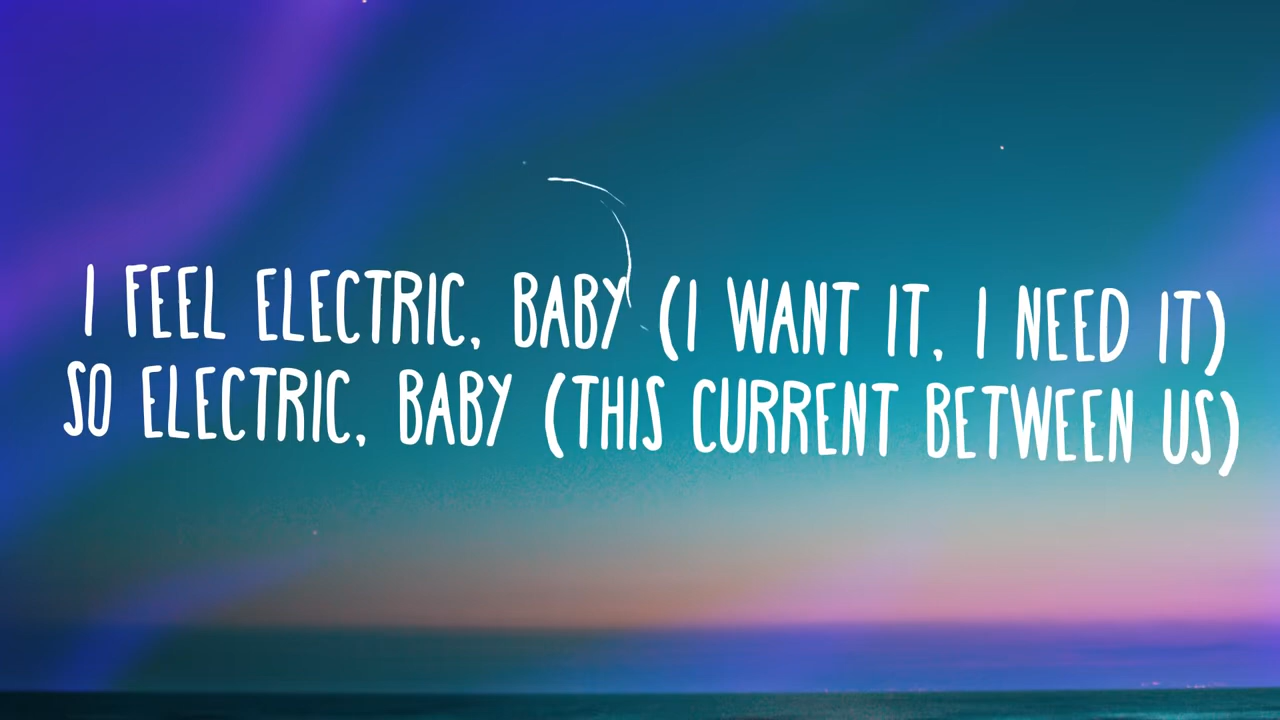 I FEEL ELECTRIC, BABY (I WANT IT, I NEED IT)
SO ELECTRIC, BABY (THIS CURRENT BETWEEN US)